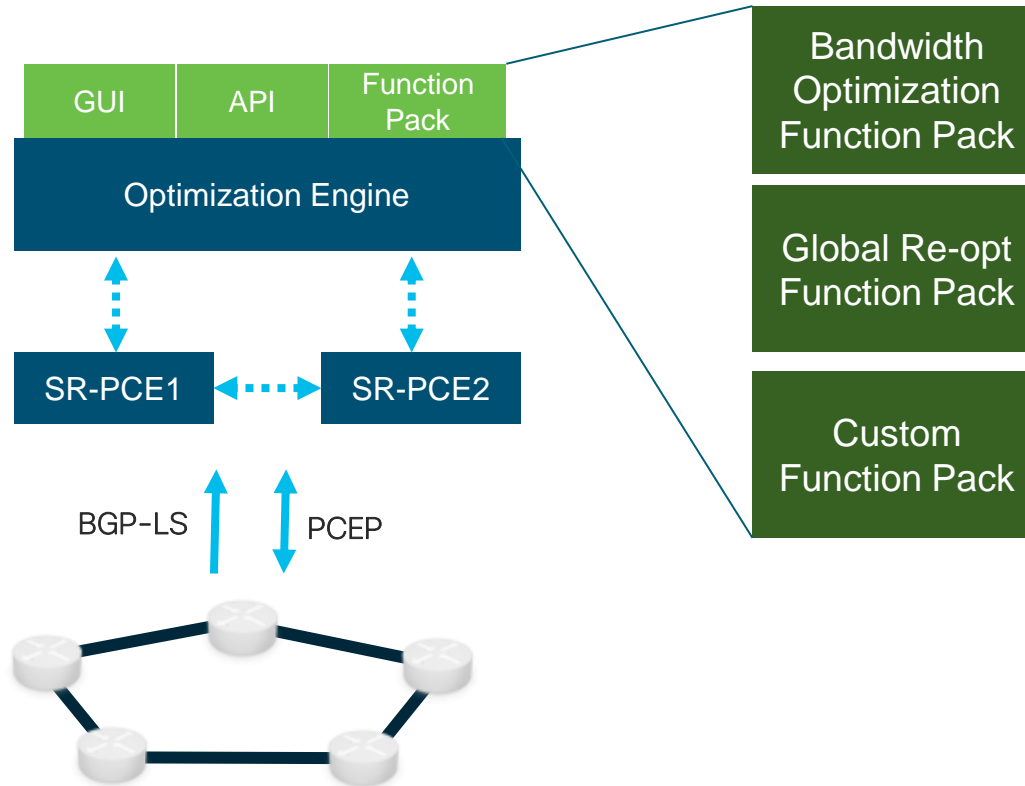 GUI
API
Function
Pack
Optimization Engine
SR-PCE1
SR-PCE2
BGP-LS
PCEP
Bandwidth
Optimization
Function Pack
Global Re-opt
Function Pack
Custom
Function Pack